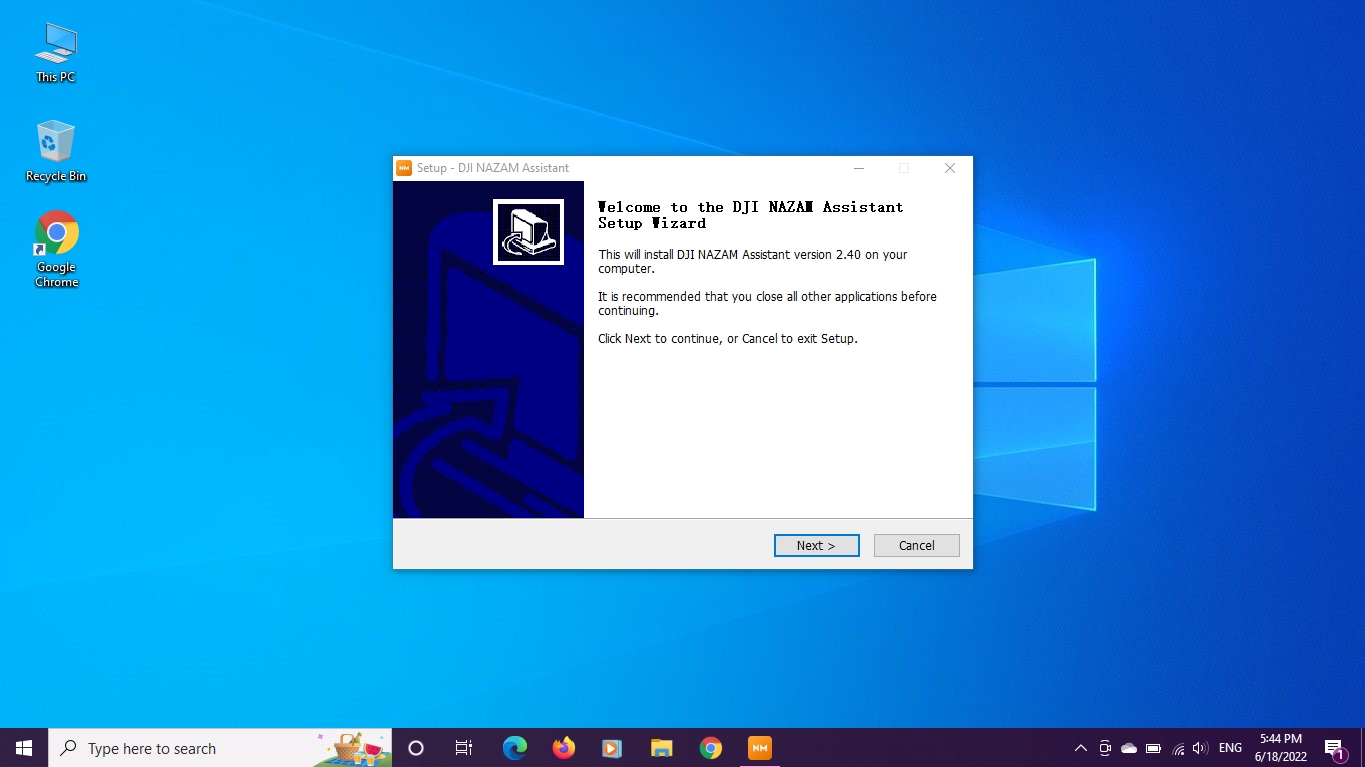 This PC
Recycle Bin
Google
Chrome
NM
Setup - DJI NAZAM Assistant
Welcome to the DJI NAZAM Assistant
Setup Wizard
This will install DJI NAZAM Assistant version 2.40 on your
computer.
It is recommended that you close all other applications before
continuing.
Click Next to continue, or Cancel to exit Setup.
Next >
Cancel
Type here to search
NM
ENG
5:44 PM
6/18/2022
1